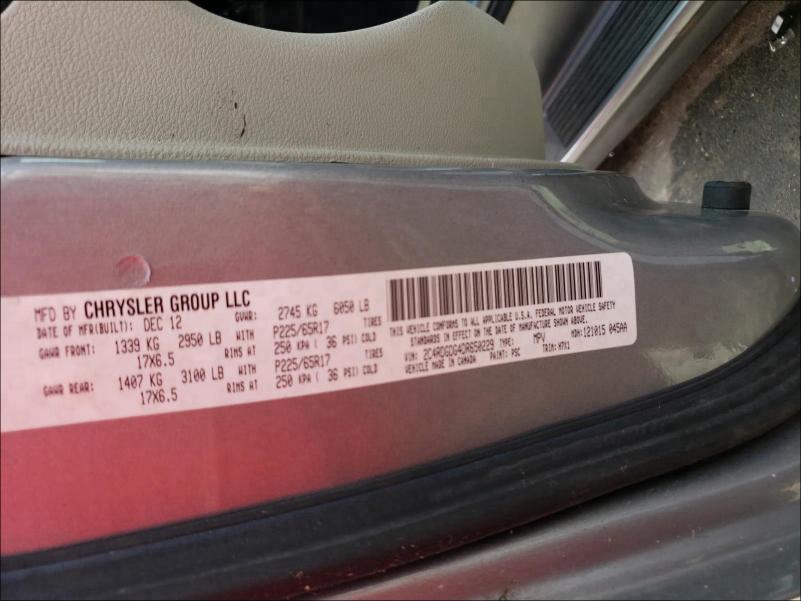 MFD BY CHRYSLER GROUP LLC
DATE OF MFR(BUILT): DEC 12 GVWR: 2745 KG 6050 LB
GAWR FRONT: 1339 KG 2950 LB WITH P225/65R17 TIRES
17X6.5 RIMS AT 250 KPA ( 36 PSI) COLD
GAWR REAR: 1407 KG 3100 LB WITH P225/65R17 TIRES
17X6.5 RIMS AT 250 KPA ( 36 PSI) COLD
THIS VEHICLE CONFORMS TO ALL APPLICABLE U.S.A. FEDERAL MOTOR VEHICLE SAFETY
STANDARDS IN EFFECT ON THE DATE OF MANUFACTURE SHOWN ABOVE.
VIN: 2C4RDGDG4DR650229 TYPE: MPV MDH:121015 045AA
VEHICLE MADE IN CANADA PAINT: PSC TRIM: H7X1